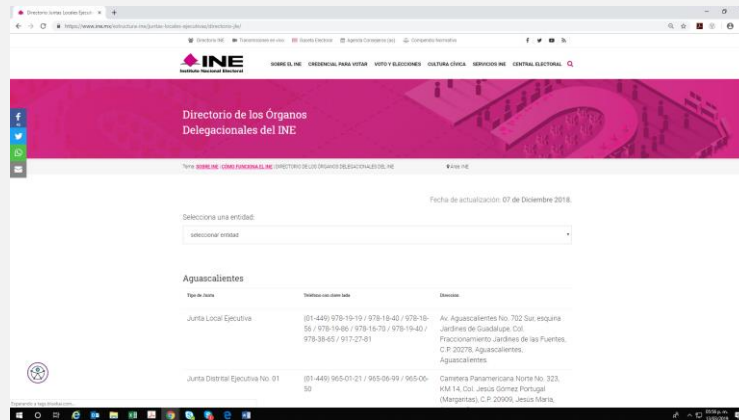 Directorio Juntas Locales Ejecuti
https://www.ine.mx/estructura-ine/juntas-locales-ejecutivas/directorio-jle/
Directorio INE Transmisiones en vivo Gaceta Electoral Agenda Consejeros (as) Compendio Normativo
INE
Instituto Nacional Electoral
SOBRE EL INE CREDENCIAL PARA VOTAR VOTO Y ELECCIONES CULTURA CÍVICA SERVICIOS INE CENTRAL ELECTORAL
Directorio de los Órganos
Delegacionales del INE
Tema: SOBRE INE | CÓMO FUNCIONA EL INE | DIRECTORIO DE LOS ÓRGANOS DELEGACIONALES DEL INE Área: INE
Fecha de actualización: 07 de Diciembre 2018.
Selecciona una entidad:
seleccionar entidad
Aguascalientes
Tipo de Junta Teléfonos con clave lada Dirección
Junta Local Ejecutiva (01-449) 978-19-19 / 978-18-40 / 978-18- Av. Aguascalientes No. 702 Sur, esquina
56 / 978-19-86 / 978-16-70 / 978-19-40 / Jardines de Guadalupe, Col.
978-38-65 / 917-27-81 Fraccionamiento Jardines de las Fuentes,
C.P. 20278, Aguascalientes,
Aguascalientes.
Junta Distrital Ejecutiva No. 01 (01-449) 965-01-21 / 965-06-99 / 965-06- Carretera Panamericana Norte No. 323,
50 KM 14, Col. Jesús Gómez Portugal
(Margaritas), C.P. 20909, Jesús María,
Esperando a tags.bluekai.com...